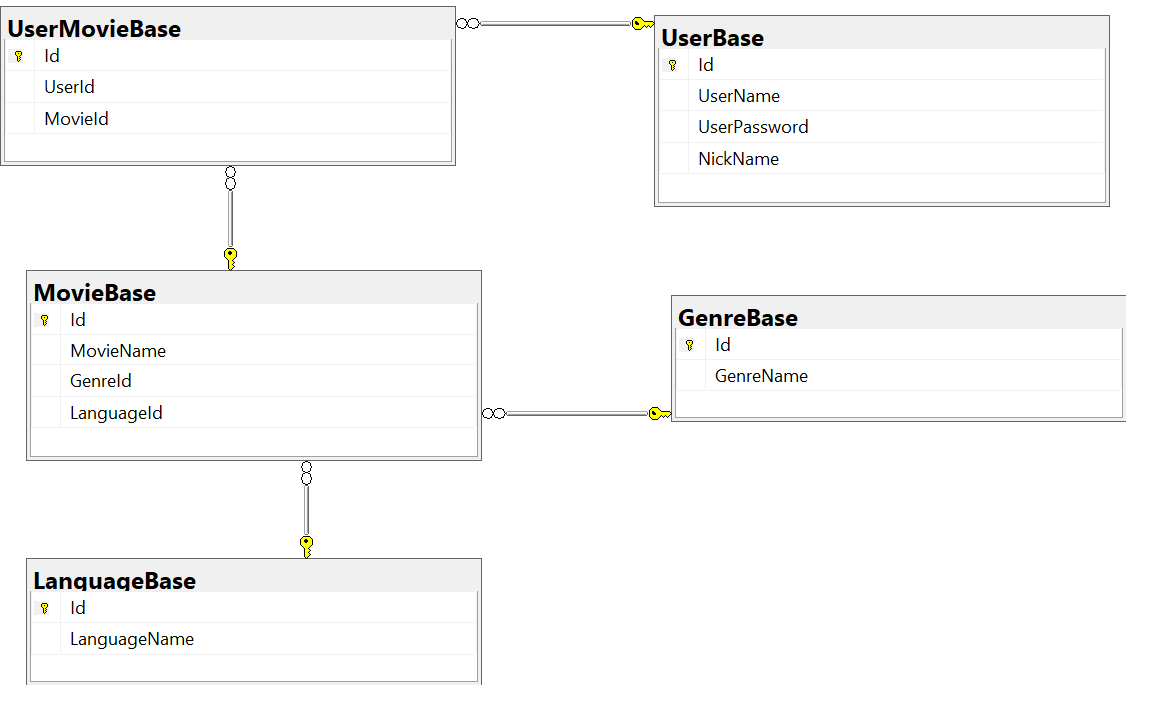 UserMovieBase
Id
UserId
MovieId
UserBase
Id
UserName
UserPassword
NickName
MovieBase
Id
MovieName
GenreId
LanguageId
GenreBase
Id
GenreName
LanguageBase
Id
LanguageName